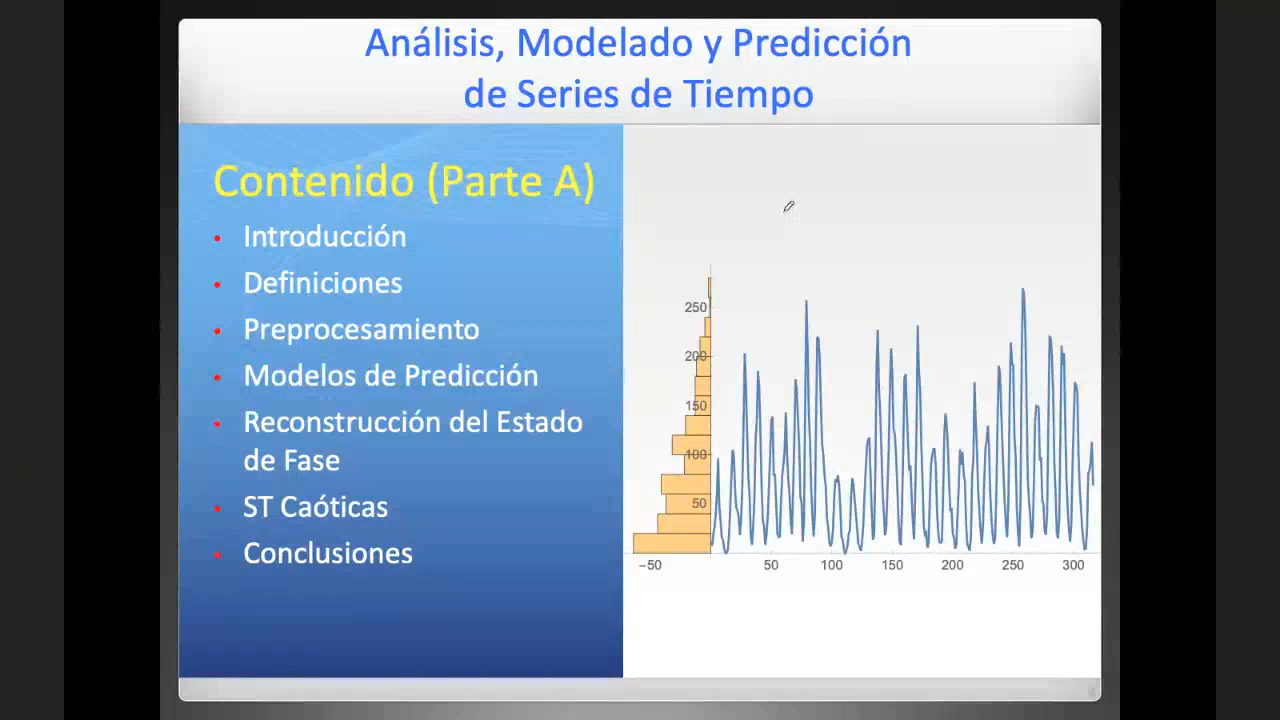 Análisis, Modelado y Predicción
de Series de Tiempo
Contenido (Parte A)
• Introducción
• Definiciones
• Preprocesamiento
• Modelos de Predicción
• Reconstrucción del Estado
de Fase
• ST Caóticas
• Conclusiones
250
200
150
100
50
−50 50 100 150 200 250 300